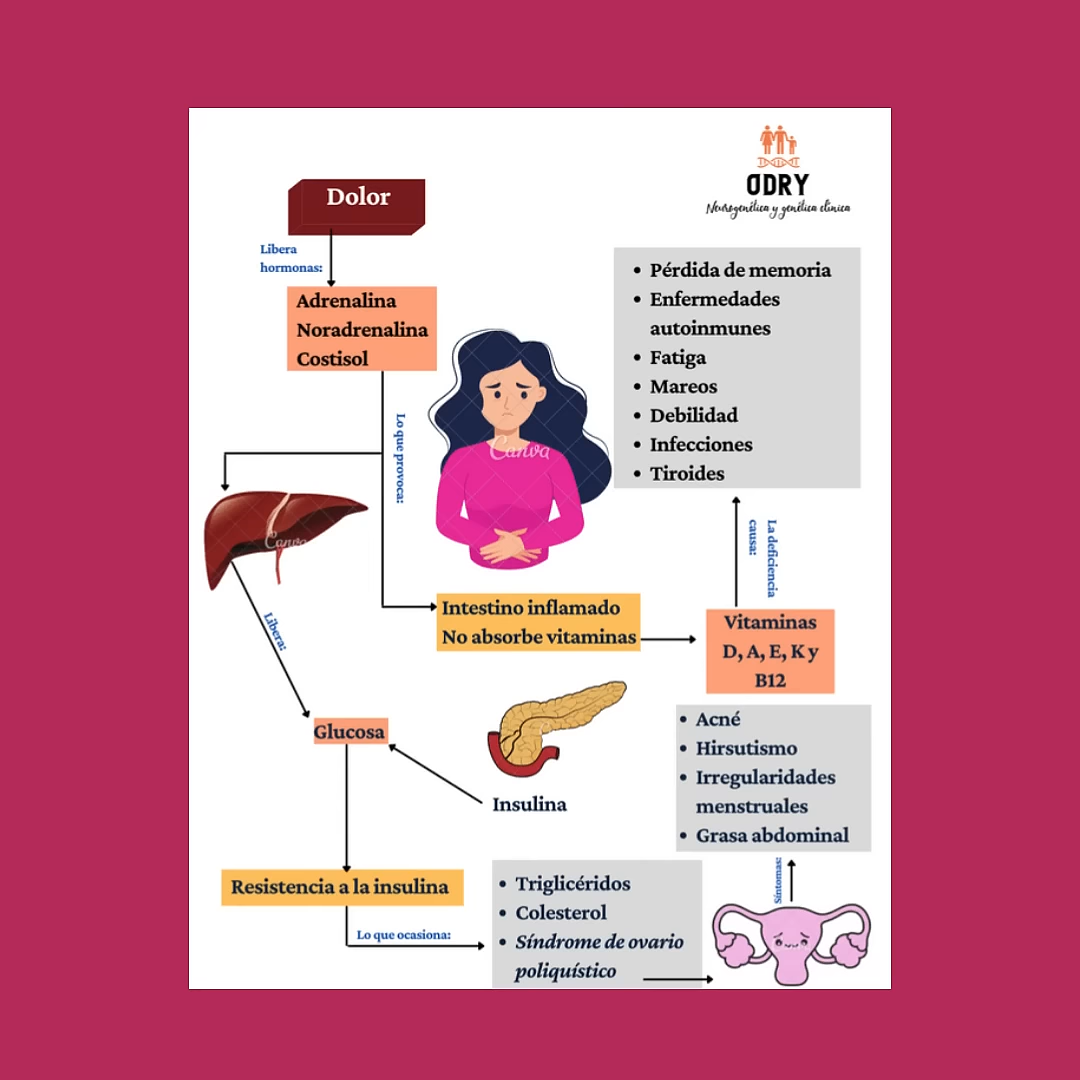 ODRY
Neurogenética y genética clínica
Dolor
Libera
hormonas:
Adrenalina
Noradrenalina
Costisol
Lo que provoca:
Canva
Canva
Libera:
Intestino inflamado
No absorbe vitaminas
Vitaminas
D, A, E, K y
B12
La deficiencia
causa:
• Pérdida de memoria
• Enfermedades
autoinmunes
• Fatiga
• Mareos
• Debilidad
• Infecciones
• Tiroides
Glucosa
Insulina
Resistencia a la insulina
Lo que ocasiona:
• Triglicéridos
• Colesterol
• Síndrome de ovario
poliquístico
Síntomas:
• Acné
• Hirsutismo
• Irregularidades
menstruales
• Grasa abdominal